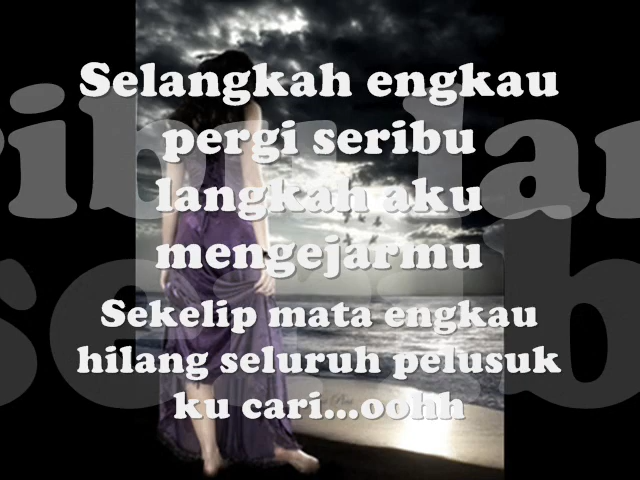 Selangkah engkau
pergi seribu
langkah aku
mengejarmu
Sekelip mata engkau
hilang seluruh pelusuk
ku cari...oohh